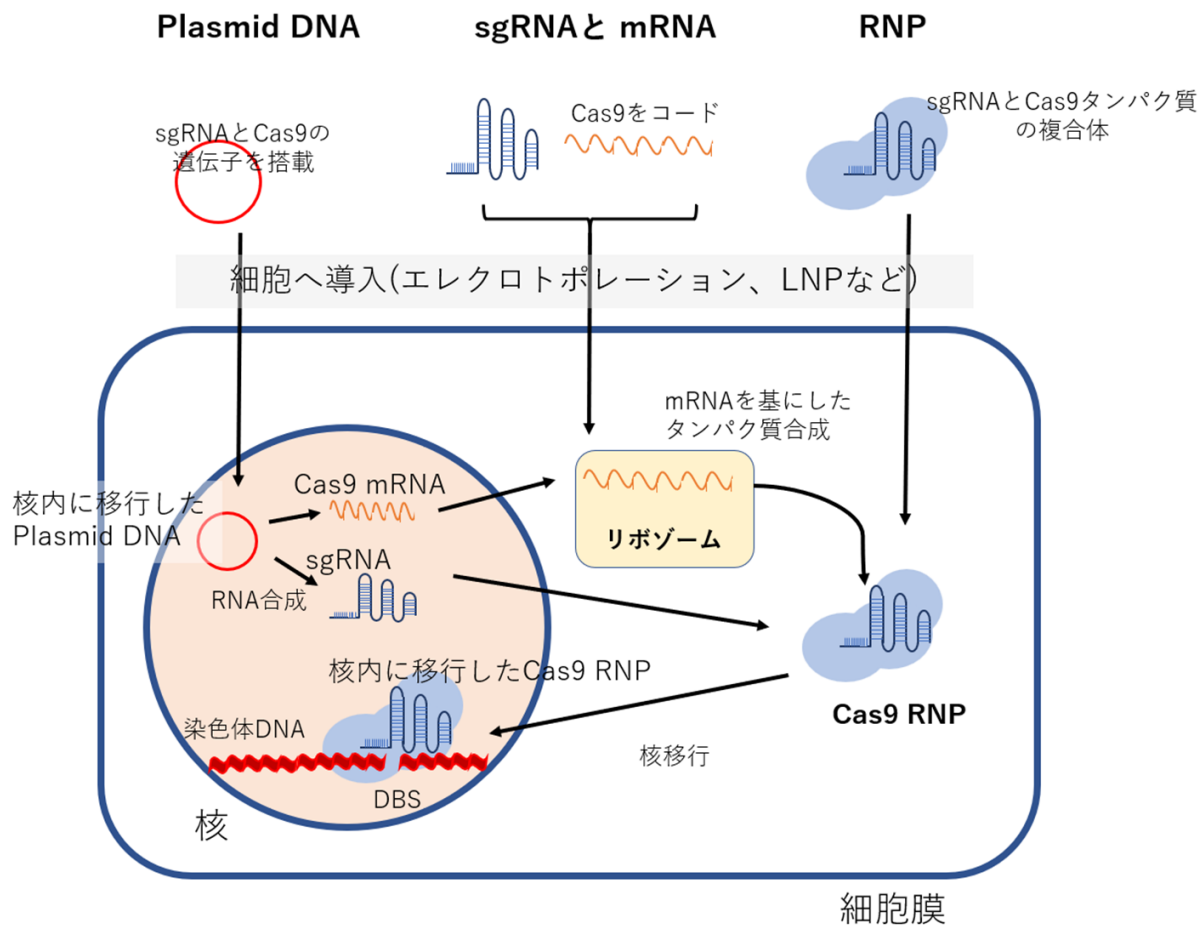 Plasmid DNA
sgRNAと mRNA
RNP
sgRNAとCas9の
遺伝子を搭載
Cas9をコード
sgRNAとCas9タンパク質
の複合体
細胞へ導入(エレクロトポレーション、LNPなど)
mRNAを基にした
タンパク質合成
核内に移行した
Plasmid DNA
Cas9 mRNA
sgRNA
RNA合成
リボゾーム
核内に移行したCas9 RNP
染色体DNA
DBS
核
Cas9 RNP
核移行
細胞膜